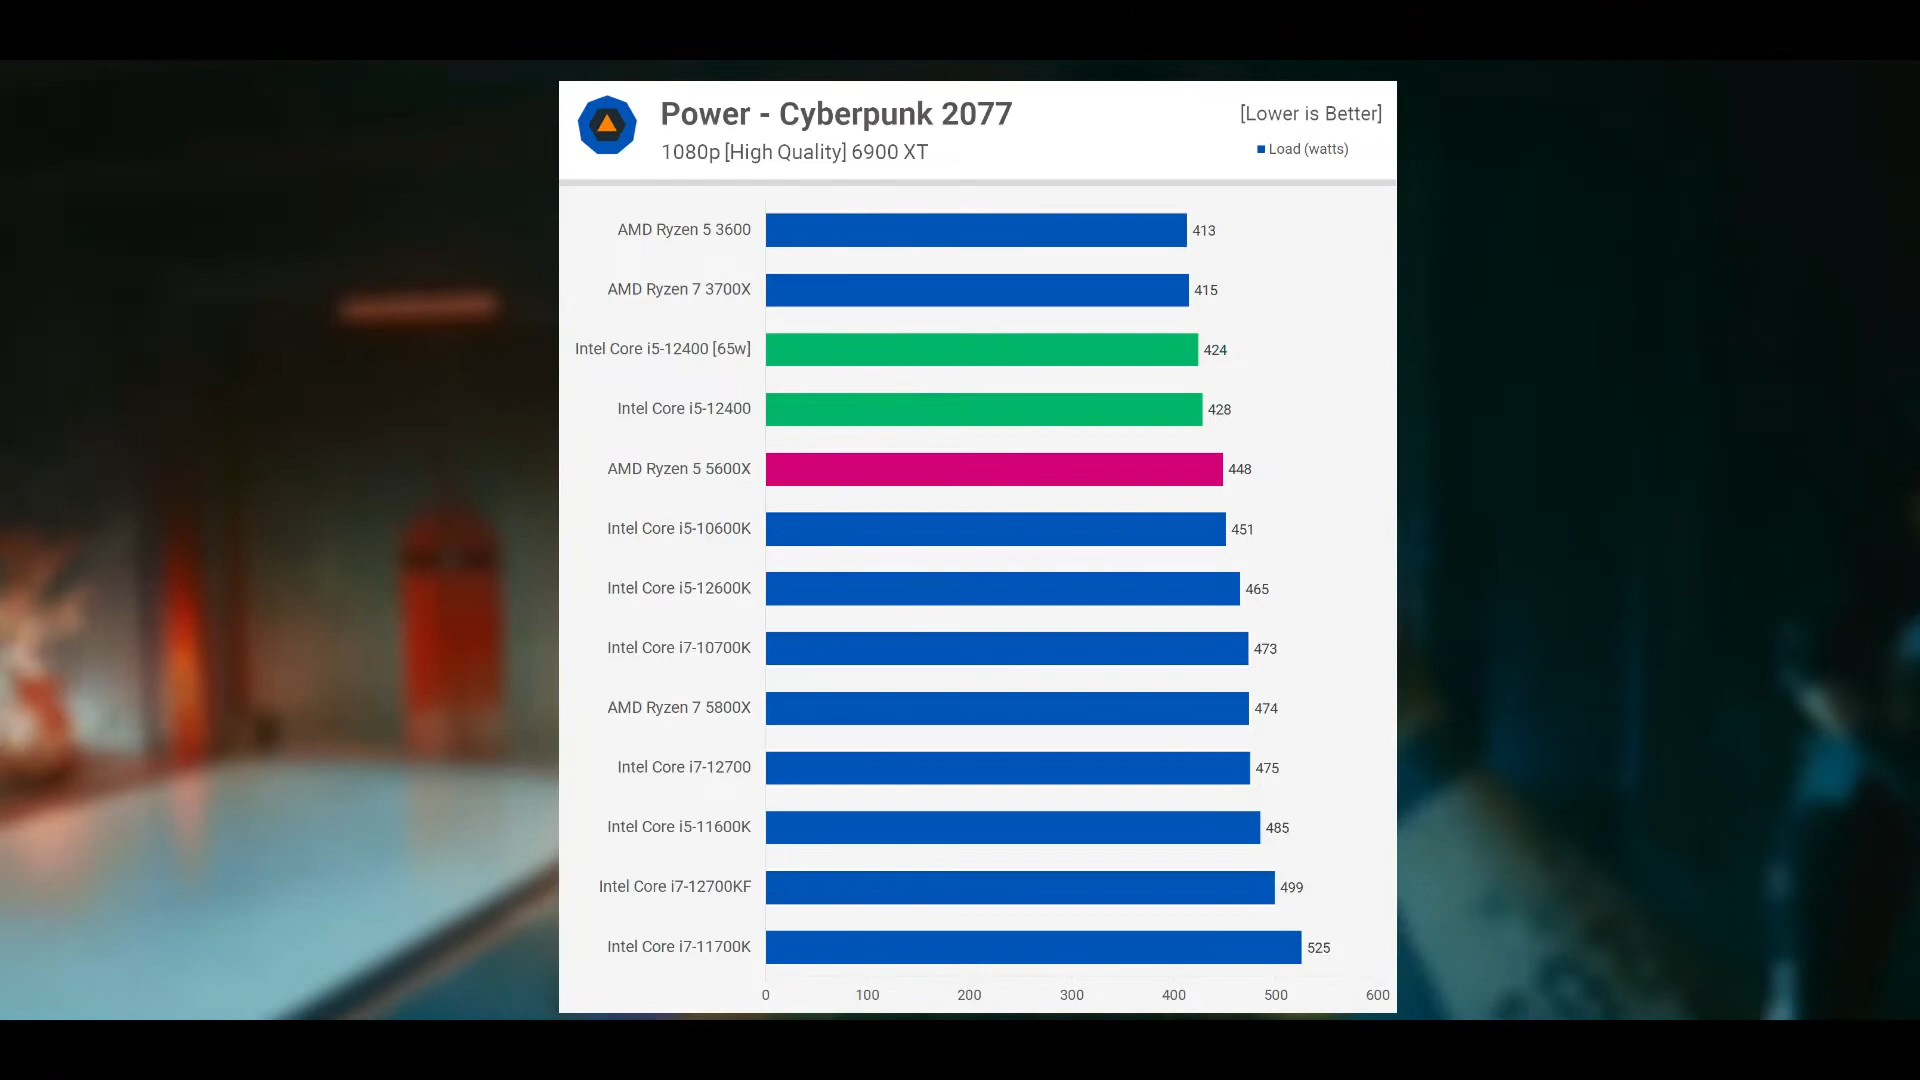 Power - Cyberpunk 2077
[Lower is Better]
1080p [High Quality] 6900 XT
Load (watts)
AMD Ryzen 5 3600 413
AMD Ryzen 7 3700X 415
Intel Core i5-12400 [65w] 424
Intel Core i5-12400 428
AMD Ryzen 5 5600X 448
Intel Core i5-10600K 451
Intel Core i5-12600K 465
Intel Core i7-10700K 473
AMD Ryzen 7 5800X 474
Intel Core i7-12700 475
Intel Core i5-11600K 485
Intel Core i7-12700KF 499
Intel Core i7-11700K 525
0 100 200 300 400 500 600